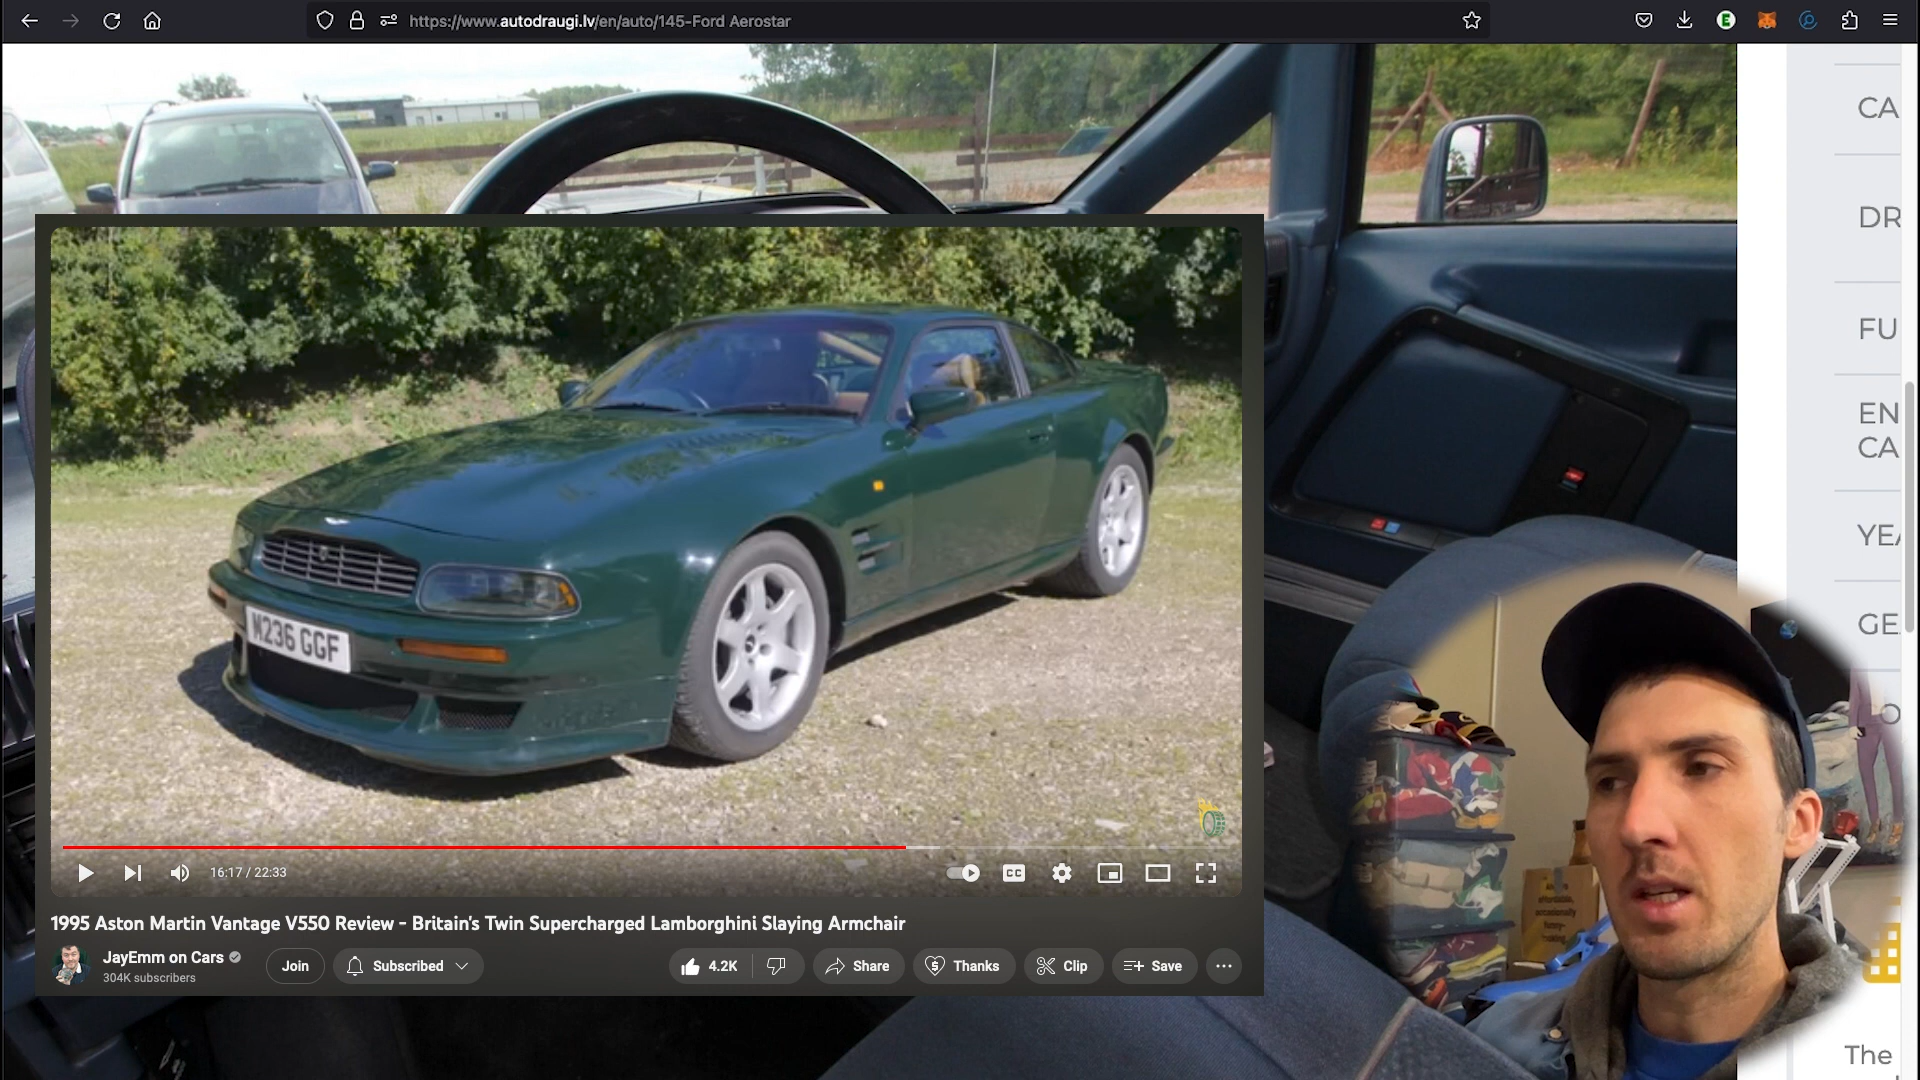 https://www.autodraugi.lv/en/auto/145-Ford Aerostar
CA
DR
FU
EN
CA
YEA
GE
M236 GGF
16:17 / 22:33
CC
1995 Aston Martin Vantage V550 Review - Britain's Twin Supercharged Lamborghini Slaying Armchair
JayEmm on Cars
304K subscribers
Join
Subscribed
4.2K
Share
Thanks
Clip
Save
The